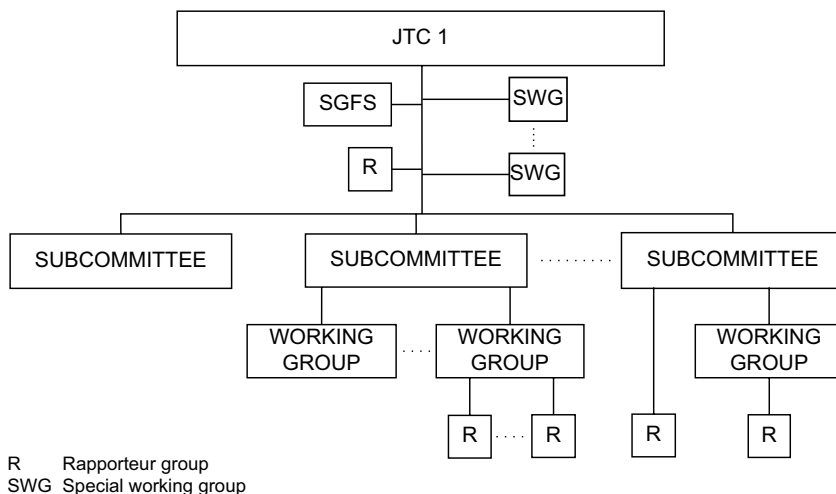 JTC 1
SGFS
SWG
R
SWG
SUBCOMMITTEE
SUBCOMMITTEE
SUBCOMMITTEE
WORKING
GROUP
WORKING
GROUP
WORKING
GROUP
R
R
R
R
R Rapporteur group
SWG Special working group